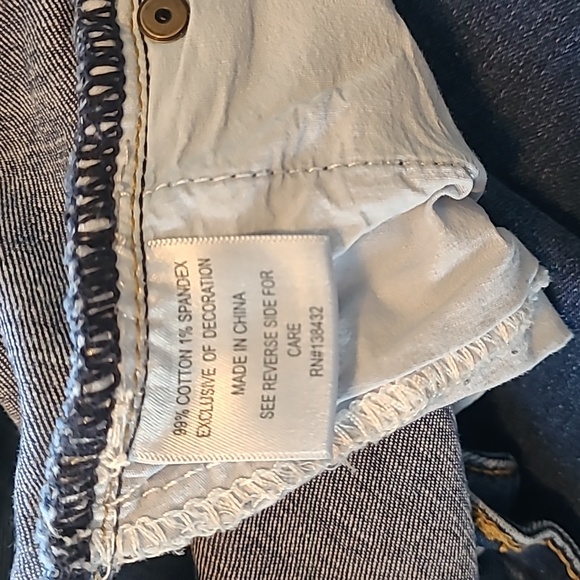 99% COTTON 1% SPANDEX
EXCLUSIVE OF DECORATION
MADE IN CHINA
SEE REVERSE SIDE FOR
CARE
RN#138432